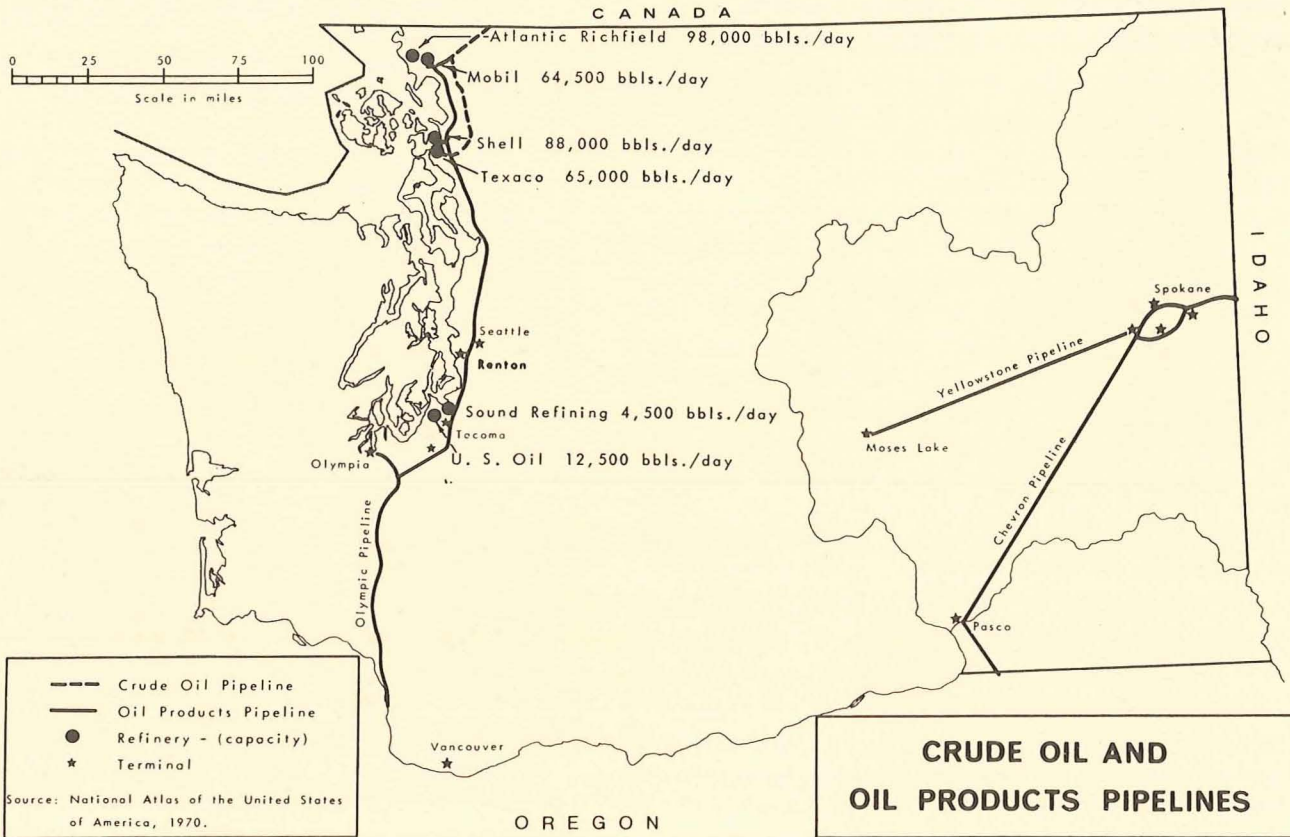 CANADA
Atlantic Richfield 98,000 bbls./day
0 25 50 75 100
Scale in miles
Mobil 64,500 bbls./day
Shell 88,000 bbls./day
Texaco 65,000 bbls./day
IDAHO
Spokane
Seattle
Renton
Yellowstone Pipeline
Sound Refining 4,500 bbls./day
Tacoma
Moses Lake
Olympia
U. S. Oil 12,500 bbls./day
Chevron Pipeline
Olympic Pipeline
Pasco
Crude Oil Pipeline
Oil Products Pipeline
Refinery - (capacity)
Terminal
Source: National Atlas of the United States
of America, 1970.
Vancouver
OREGON
CRUDE OIL AND
OIL PRODUCTS PIPELINES